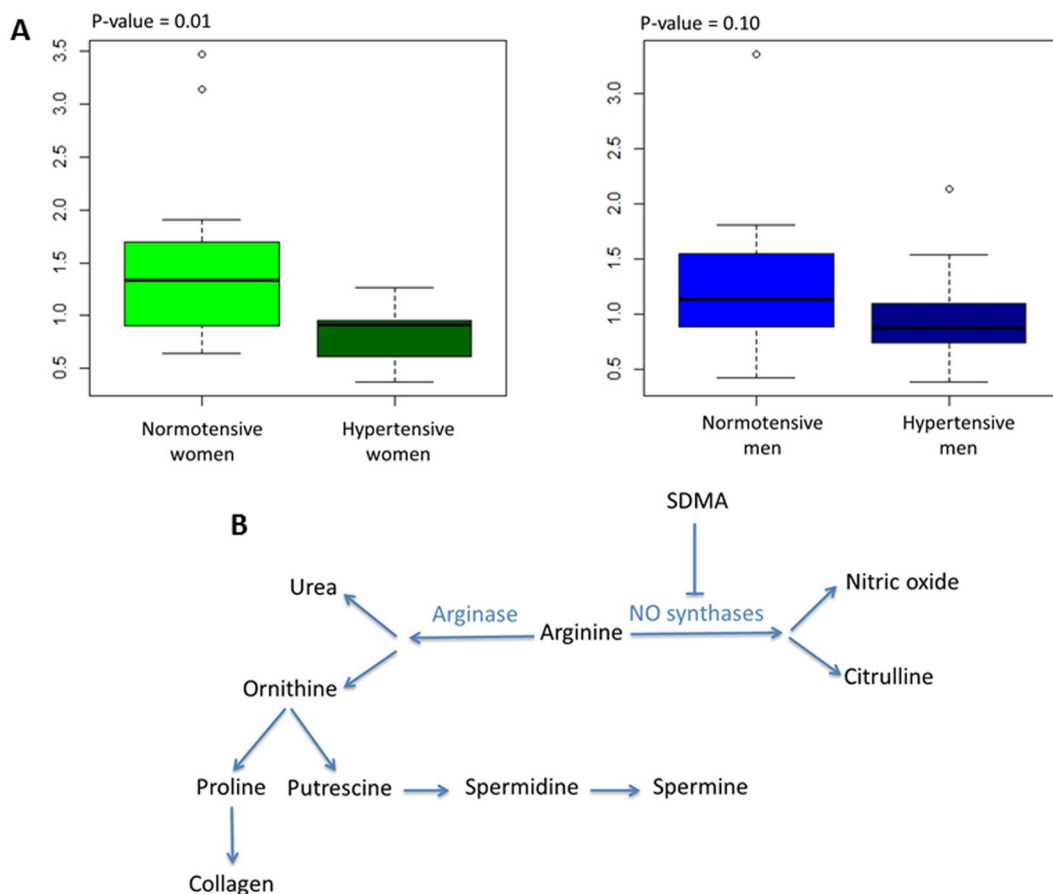 A
P-value = 0.01
P-value = 0.10
3.5
3.0
2.5
2.0
1.5
1.0
0.5
3.0
2.5
2.0
1.5
1.0
0.5
Normotensive
women
Hypertensive
women
Normotensive
men
Hypertensive
men
B
SDMA
Urea
Nitric oxide
Arginase
NO synthases
Arginine
Citrulline
Ornithine
Proline
Putrescine
Spermidine
Spermine
Collagen